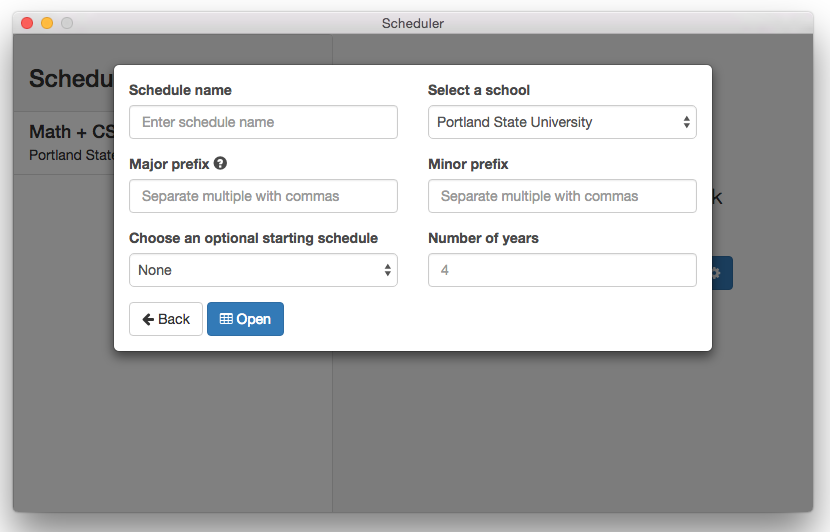 Scheduler
Schedu
Math + CS
Portland State
Schedule name
Enter schedule name
Select a school
Portland State University
Major prefix ?
Separate multiple with commas
Minor prefix
Separate multiple with commas
Choose an optional starting schedule
None
Number of years
4
Back
Open
k